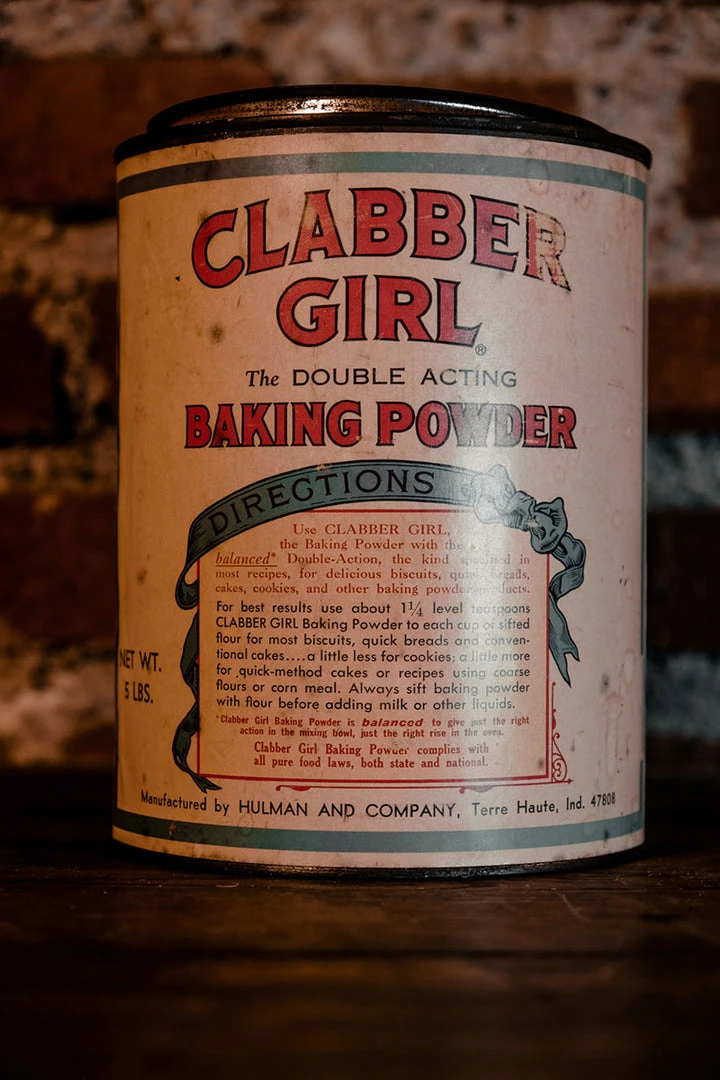 CLABBER
GIRL®
The DOUBLE ACTING
BAKING POWDER
DIRECTIONS
Use CLABBER GIRL,
the Baking Powder with the
balanced* Double-Action, the kind specified in
most recipes, for delicious biscuits, quick breads,
cakes, cookies, and other baking powder products.
For best results use about 1¼ level teaspoons
CLABBER GIRL Baking Powder to each cup of sifted
flour for most biscuits, quick breads and conven-
tional cakes....a little less for cookies; a little more
for quick-method cakes or recipes using coarse
flours or corn meal. Always sift baking powder
with flour before adding milk or other liquids.
*Clabber Girl Baking Powder is balanced to give just the right
action in the mixing bowl, just the right rise in the oven.
Clabber Girl Baking Powder complies with
all pure food laws, both state and national.
NET WT.
5 LBS.
Manufactured by HULMAN AND COMPANY, Terre Haute, Ind. 47808